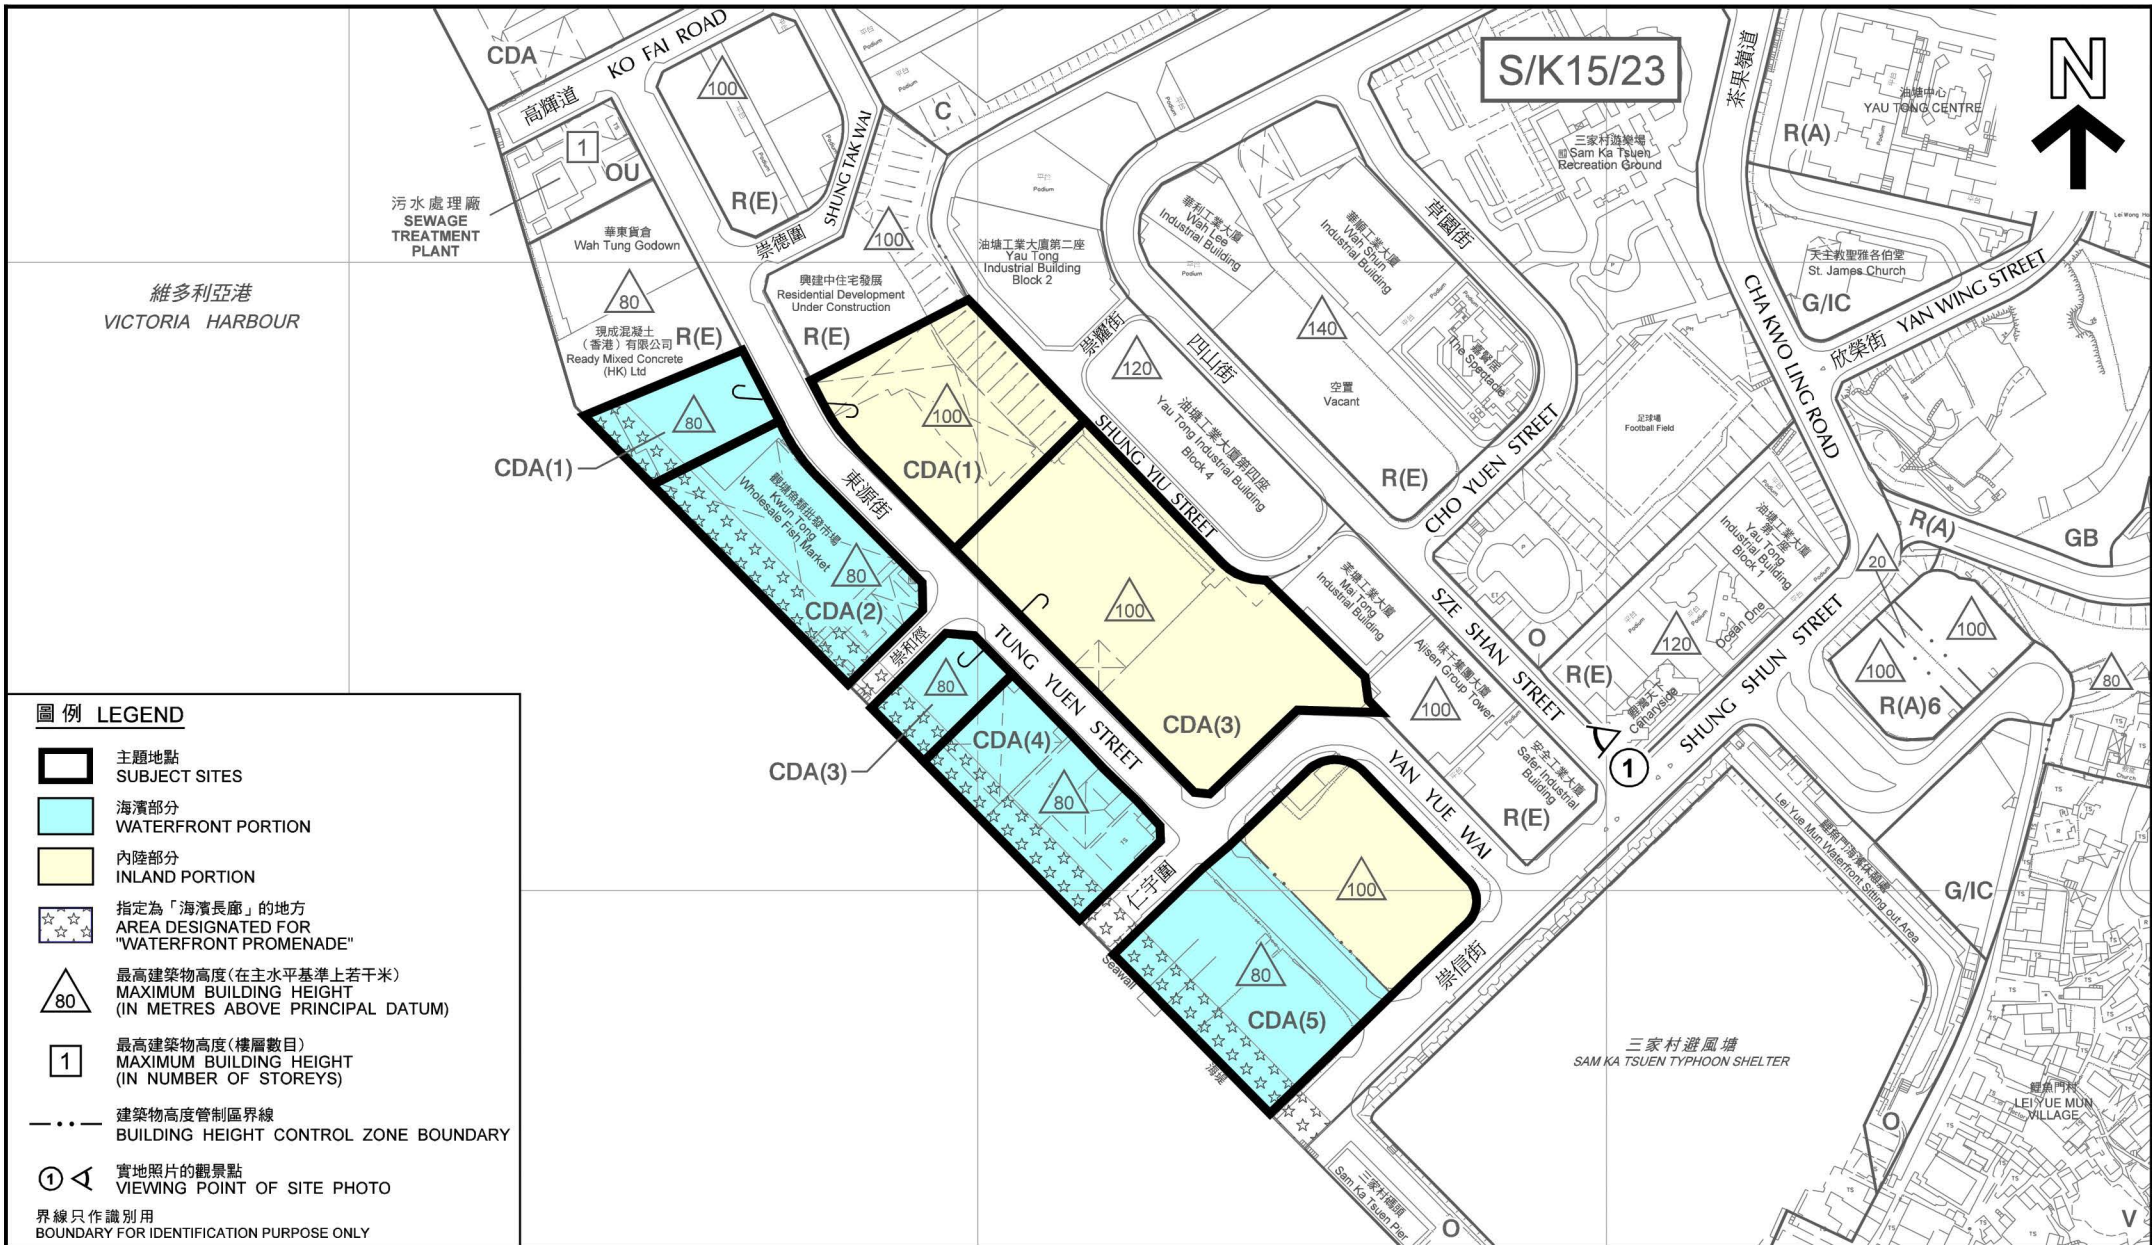 S/K15/23
N
CDA
高輝道
KO FAI ROAD
100
平台
Podium
C
茶果嶺道
油塘中心
YAU TONG CENTRE
R(A)
三家村遊樂場
Sam Ka Tsuen
Recreation Ground
1
OU
TS
污水處理廠
SEWAGE
TREATMENT
PLANT
華東貨倉
Wah Tung Godown
80
現成混凝土
（香港）有限公司
Ready Mixed Concrete
(HK) Ltd
R(E)
R(E)
崇德圍
SHUNG TAK WAI
100
興建中住宅發展
Residential Development
Under Construction
R(E)
平台
Podium
油塘工業大廈第二座
Yau Tong
Industrial Building
Block 2
華利工業大廈
Wah Lee
Industrial Building
平台
Podium
華順工業大廈
Wah Shun
Industrial Building
草園街
140
Podium
嘉賢居
The Spectacle
空置
Vacant
R(E)
CHO YUEN STREET
崇耀街
四山街
120
油塘工業大廈第四座
Yau Tong Industrial Building
Block 4
SHUNG YIU STREET
天主教聖雅各伯堂
St. James Church
G/IC
欣榮街
YAN WING STREET
CHA KWO LING ROAD
足球場
Football Field
維多利亞港
VICTORIA HARBOUR
80
CDA(1)
100
CDA(1)
東源街
觀塘魚類批發市場
Kwun Tong
Wholesale Fish Market
80
CDA(2)
崇和徑
100
TUNG YUEN STREET
CDA(3)
80
CDA(3)
CDA(4)
80
美塘工業大廈
Mai Tong
Industrial Building
SZE SHAN STREET
味千集團大廈
Ajisen Group Tower
100
安全工業大廈
Safer Industrial
Building
R(E)
YAN YUE WAI
O
R(E)
油塘工業大廈
第一座
Yau Tong
Industrial Building
Block 1
Ocean One
120
鯉灣天下
Canaryside
SHUNG SHUN STREET
1
R(A)
GB
20
100
100
R(A)6
80
Church
仁宇圍
100
80
CDA(5)
崇信街
Seawall
海堤
鯉魚門海濱休憩處
Lei Yue Mun Waterfront Sitting out Area
G/IC
三家村避風塘
SAM KA TSUEN TYPHOON SHELTER
鯉魚門村
LEI YUE MUN
VILLAGE
O
V
三家村碼頭
Sam Ka Tsuen Pier
O
圖例 LEGEND
主題地點
SUBJECT SITES
海濱部分
WATERFRONT PORTION
內陸部分
INLAND PORTION
指定為「海濱長廊」的地方
AREA DESIGNATED FOR
"WATERFRONT PROMENADE"
最高建築物高度(在主水平基準上若干米)
80
MAXIMUM BUILDING HEIGHT
(IN METRES ABOVE PRINCIPAL DATUM)
最高建築物高度(樓層數目)
1
MAXIMUM BUILDING HEIGHT
(IN NUMBER OF STOREYS)
建築物高度管制區界線
BUILDING HEIGHT CONTROL ZONE BOUNDARY
1
實地照片的觀景點
VIEWING POINT OF SITE PHOTO
界線只作識別用
BOUNDARY FOR IDENTIFICATION PURPOSE ONLY